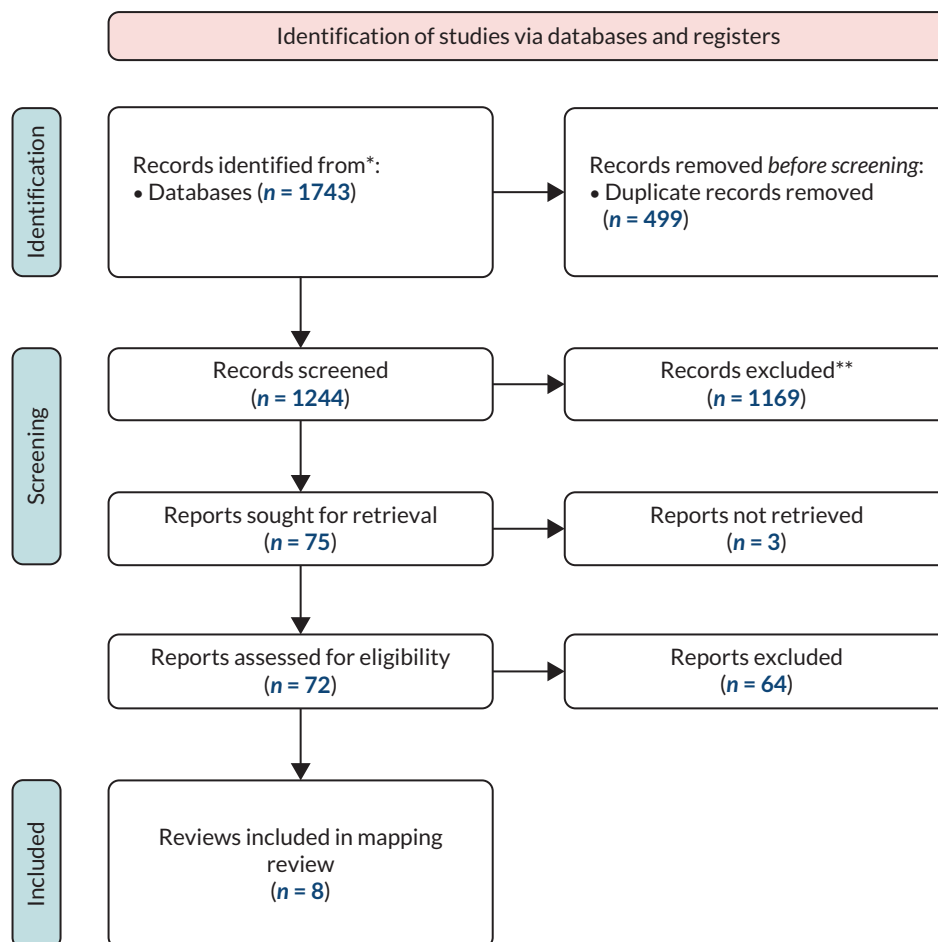 Identification of studies via databases and registers
Identification
Records identified from*:
• Databases (n = 1743)
Records removed before screening:
• Duplicate records removed
(n = 499)
Screening
Records screened
(n = 1244)
Records excluded**
(n = 1169)
Reports sought for retrieval
(n = 75)
Reports not retrieved
(n = 3)
Reports assessed for eligibility
(n = 72)
Reports excluded
(n = 64)
Included
Reviews included in mapping
review
(n = 8)